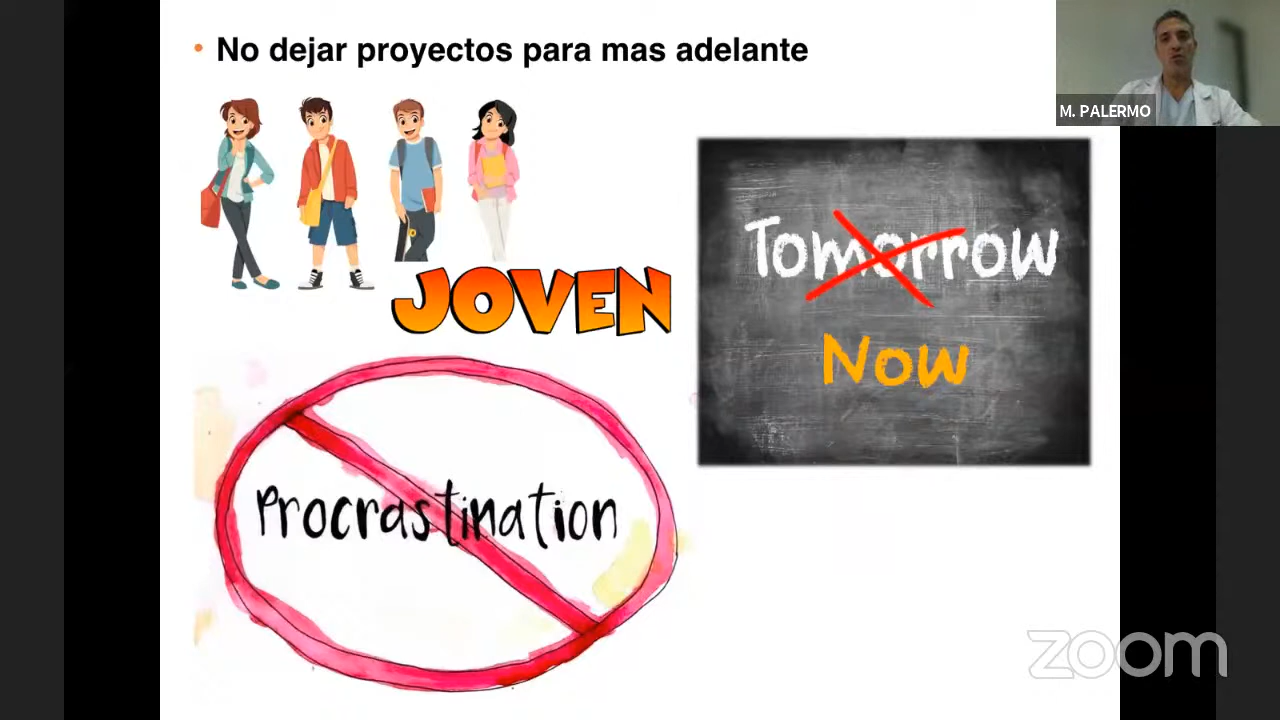 • No dejar proyectos para mas adelante
M. PALERMO
JOVEN
Tomorrow
Now
Procrastination
zoom